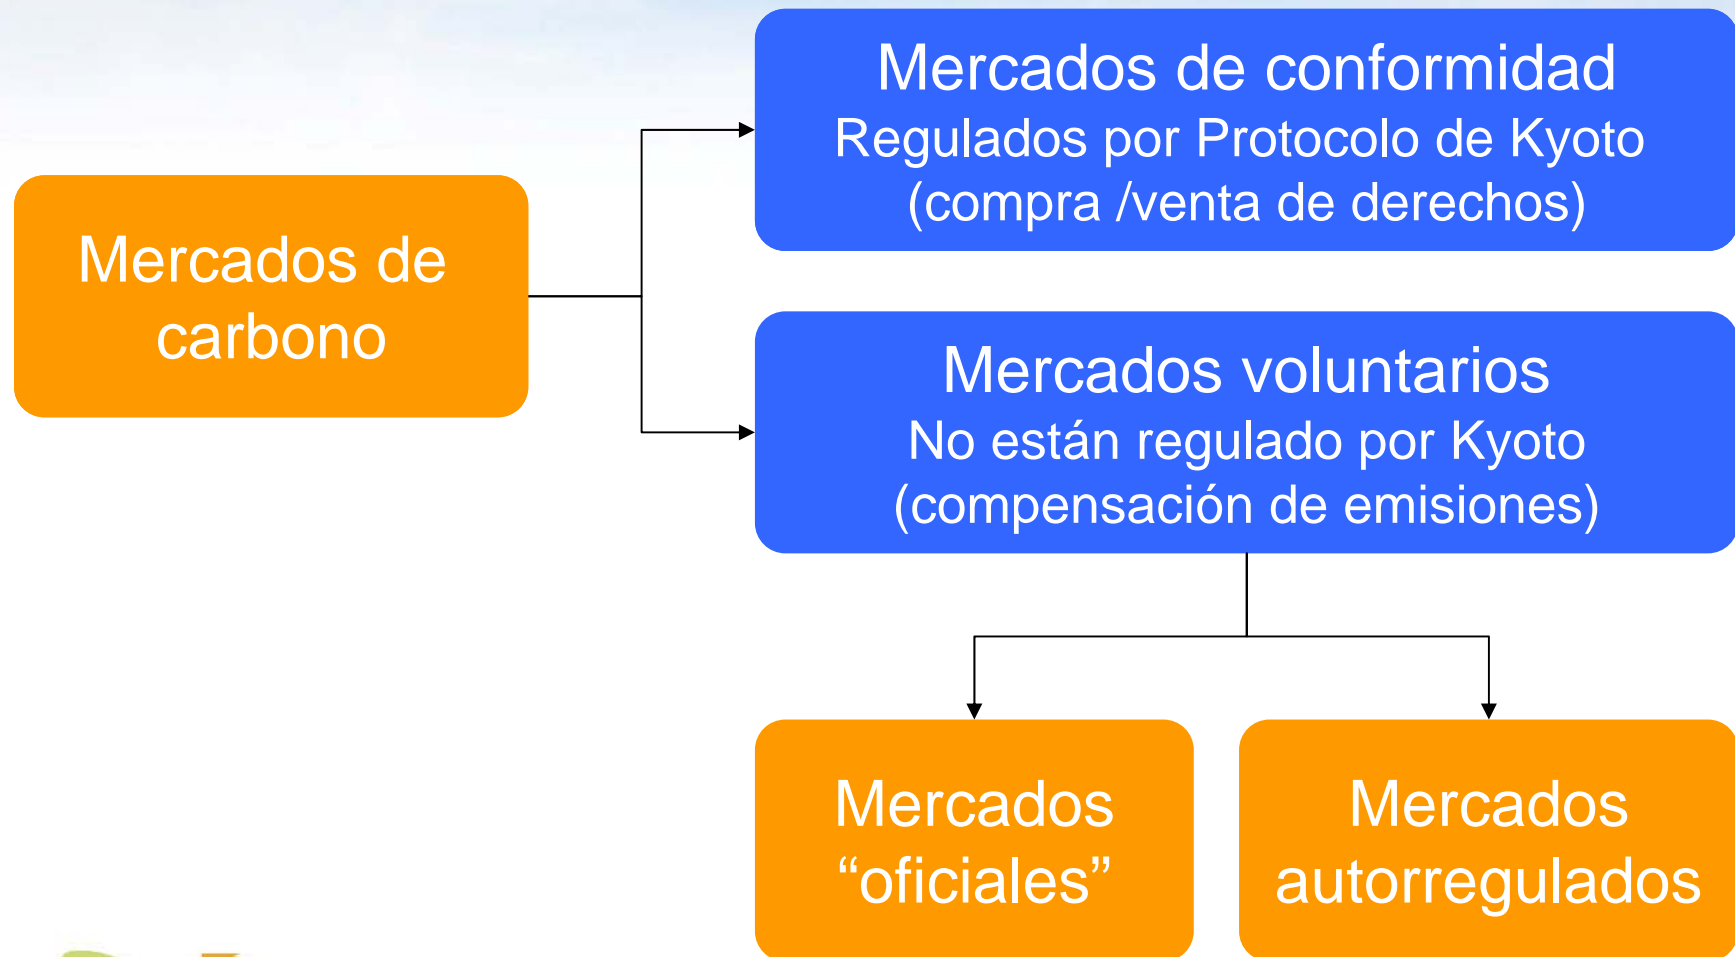 Mercados de conformidad
Regulados por Protocolo de Kyoto
(compra /venta de derechos)
Mercados de
carbono
Mercados voluntarios
No están regulado por Kyoto
(compensación de emisiones)
Mercados
“oficiales”
Mercados
autorregulados